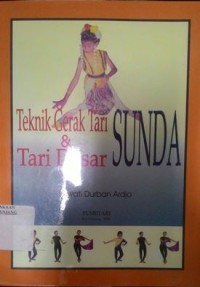 Teknik Gerak Tari
&
Tari Dasar
SUNDA
Durban Ardjo